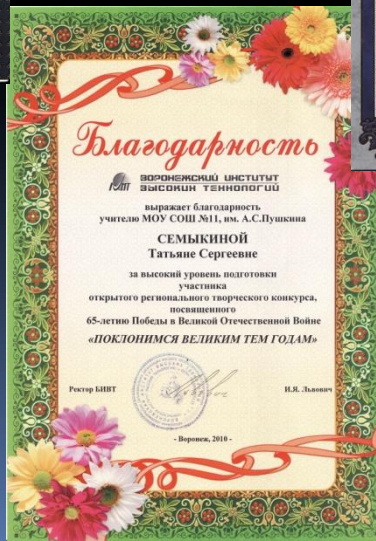 Благодарность
ВОРОНЕЖСКИЙ ИНСТИТУТ
ВЫСОКИХ ТЕХНОЛОГИЙ
выражает благодарность
учителю МОУ СОШ №11, им. А.С.Пушкина
СЕМЫКИНОЙ
Татьяне Сергеевне
за высокий уровень подготовки
участника
открытого регионального творческого конкурса,
посвященного
65-летию Победы в Великой Отечественной Войне
«ПОКЛОНИМСЯ ВЕЛИКИМ ТЕМ ГОДАМ»
Ректор ВИВТ И.Я. Львович
- Воронеж, 2010 -